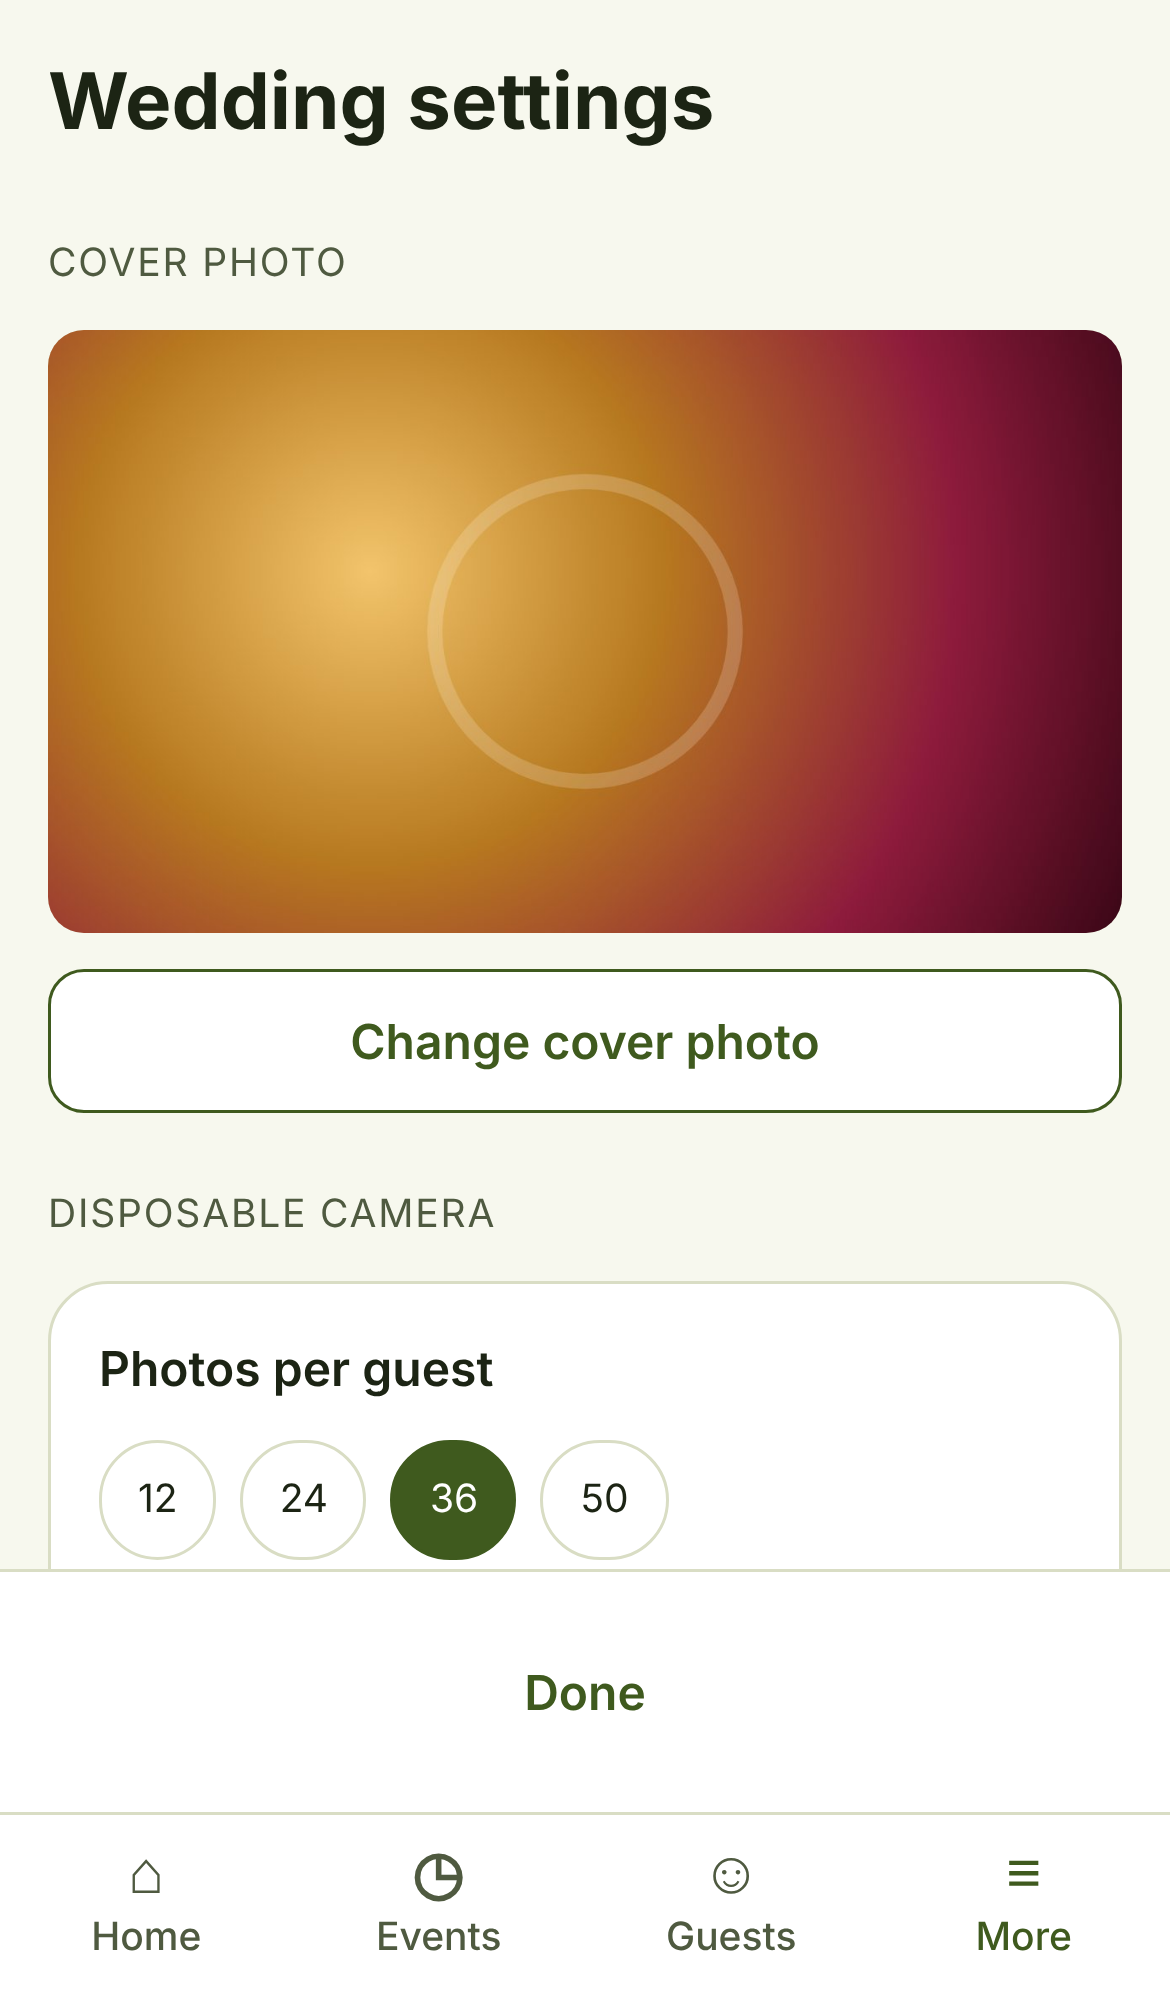 Wedding settings
COVER PHOTO
Change cover photo
DISPOSABLE CAMERA
Photos per guest
12 24 36 50
Done
Home Events Guests More